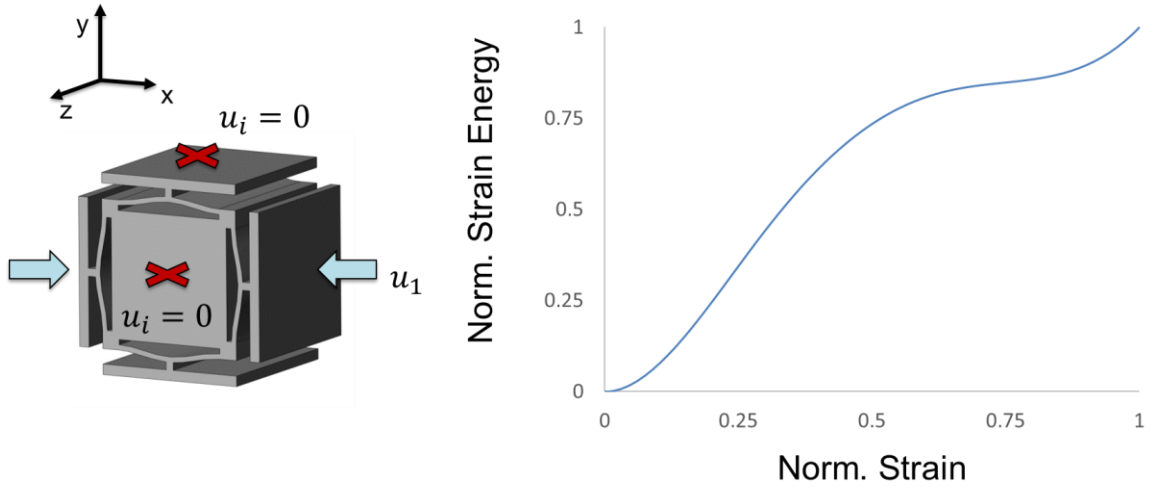 y
x
z
u_i = 0
u_i = 0
u_1
Norm. Strain Energy
1
0.75
0.5
0.25
0
0
0.25
0.5
0.75
1
Norm. Strain